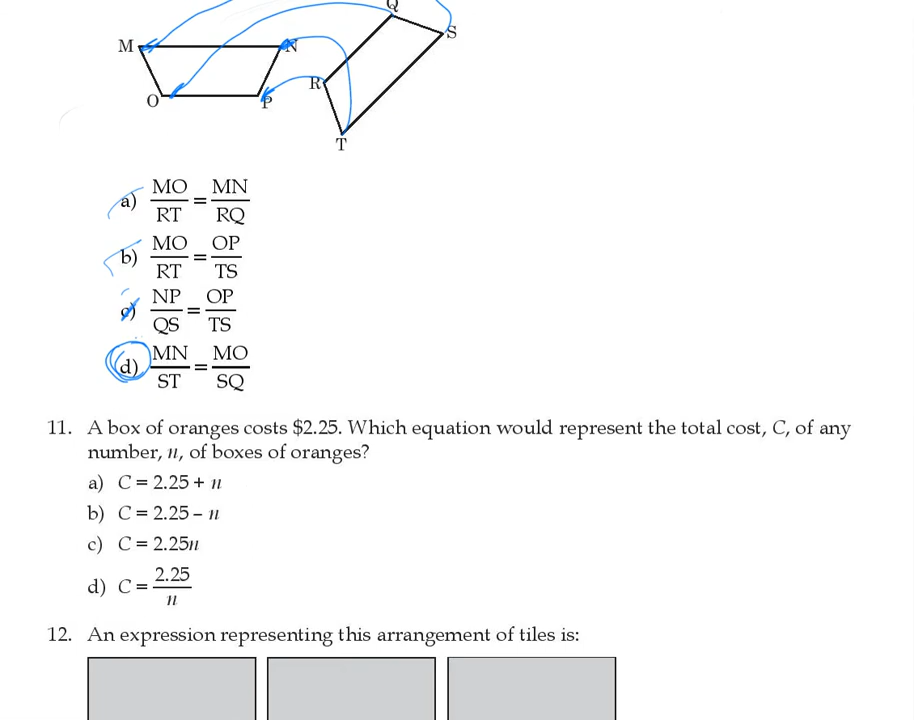 Q
S
M
N
R
O
P
T
a) MO/RT = MN/RQ
b) MO/RT = OP/TS
c) NP/QS = OP/TS
d) MN/ST = MO/SQ
11. A box of oranges costs $2.25. Which equation would represent the total cost, C, of any
number, n, of boxes of oranges?
a) C = 2.25 + n
b) C = 2.25 – n
c) C = 2.25n
d) C = 2.25/n
12. An expression representing this arrangement of tiles is: